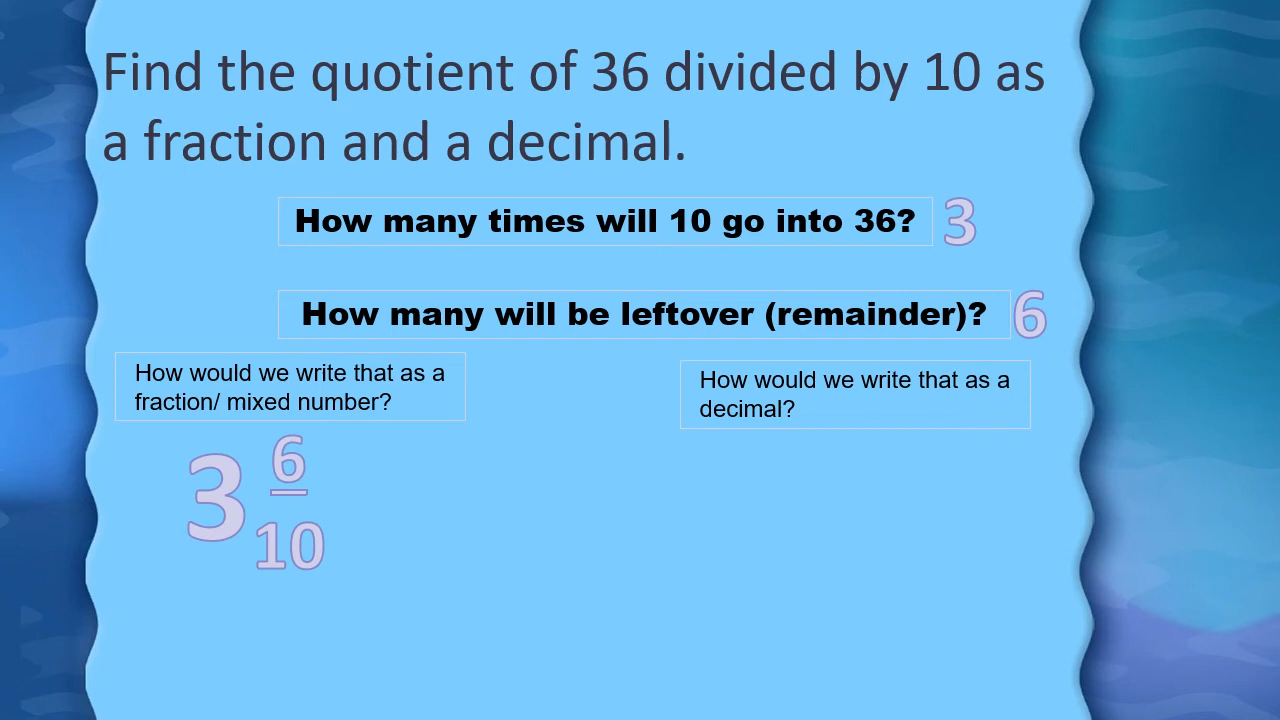 Find the quotient of 36 divided by 10 as
a fraction and a decimal.
How many times will 10 go into 36? 3
How many will be leftover (remainder)? 6
How would we write that as a
fraction/ mixed number?
How would we write that as a
decimal?
3 6
10